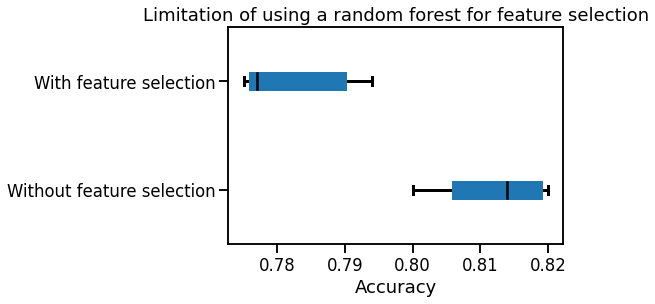 Limitation of using a random forest for feature selection
With feature selection
Without feature selection
0.78 0.79 0.80 0.81 0.82
Accuracy